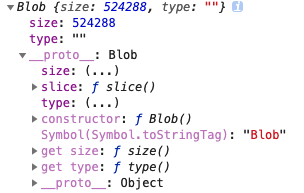 ▼ Blob {size: 524288, type: ""} i
size: 524288
type: ""
▼ __proto__: Blob
size: (...)
▶ slice: ƒ slice()
type: (...)
▶ constructor: ƒ Blob()
Symbol(Symbol.toStringTag): "Blob"
▶ get size: ƒ size()
▶ get type: ƒ type()
▶ __proto__: Object